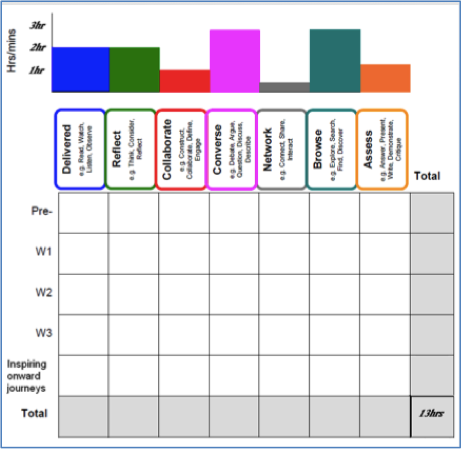 Hrs/mins
3hr
2hr
1hr
Delivered
e.g. Read, Watch,
Listen, Observe
Reflect
e.g. Think, Consider,
Reflect
Collaborate
e.g. Construct,
Collaborate, Define,
Engage
Converse
e.g. Debate, Argue,
Question, Discuss,
Describe
Network
e.g. Connect, Share,
Interact
Browse
e.g. Explore, Search,
Find, Discover
Assess
e.g. Answer, Present,
Write, Demonstrate,
Critique
Total
Pre-
W1
W2
W3
Inspiring
onward
journeys
Total
13hrs